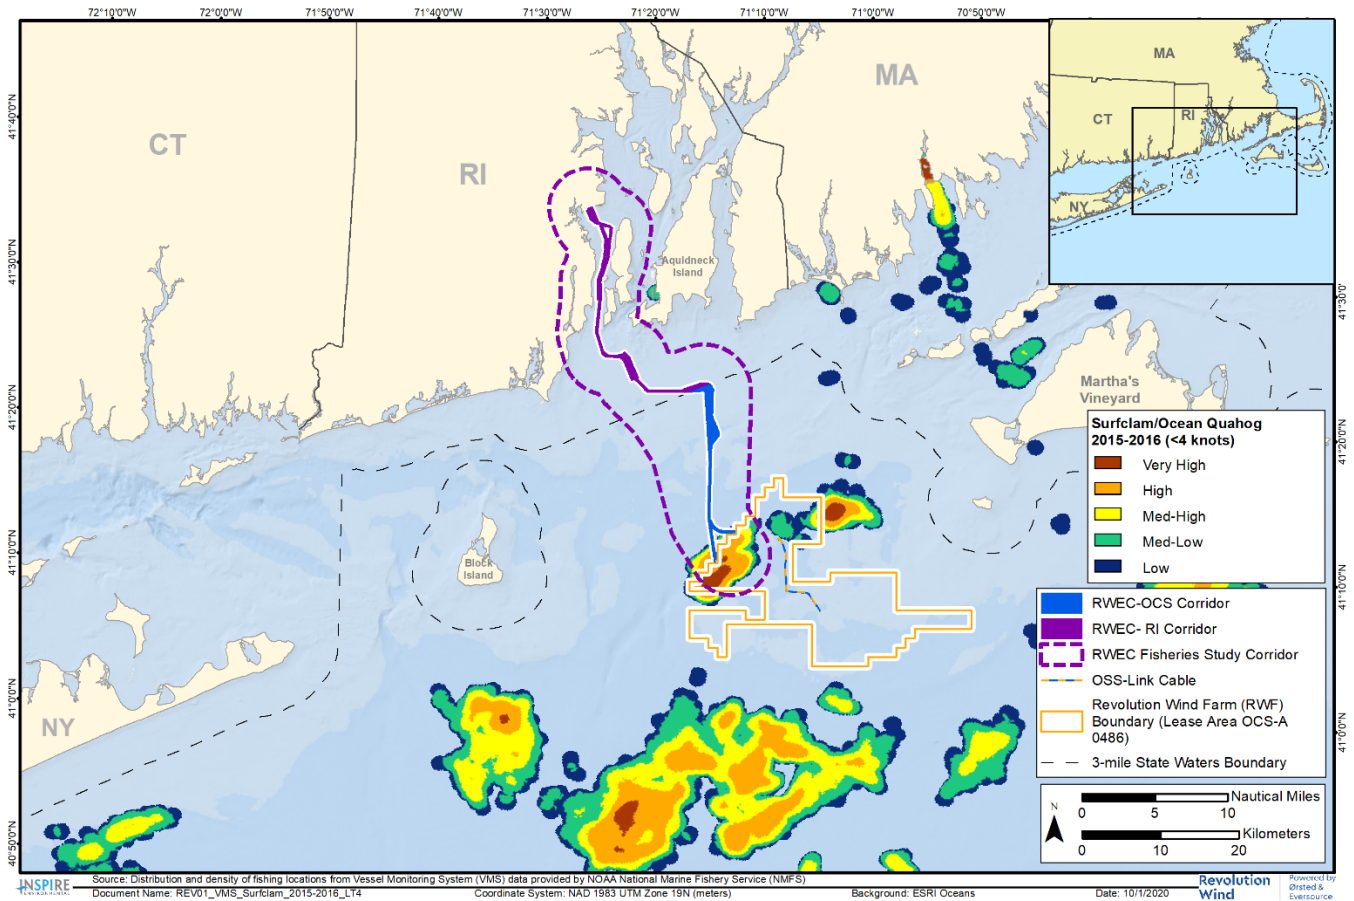 72°10'0"W
72°0'0"W
71°50'0"W
71°40'0"W
71°30'0"W
71°20'0"W
71°10'0"W
71°0'0"W
70°50'0"W
41°40'0"N
41°30'0"N
41°20'0"N
41°10'0"N
41°0'0"N
40°50'0"N
41°30'0"
41°20'0"N
41°10'0"N
41°0'0"N
CT
RI
MA
NY
Aquidneck
Island
Block
Island
Martha's
Vineyard
MA
CT
RI
NY
Surfclam/Ocean Quahog
2015-2016 (<4 knots)
Very High
High
Med-High
Med-Low
Low
RWEC-OCS Corridor
RWEC- RI Corridor
RWEC Fisheries Study Corridor
OSS-Link Cable
Revolution Wind Farm (RWF)
Boundary (Lease Area OCS-A
0486)
3-mile State Waters Boundary
N
Nautical Miles
0 5 10
Kilometers
0 10 20
INSPIRE
ENVIRONMENTAL
Source: Distribution and density of fishing locations from Vessel Monitoring System (VMS) data provided by NOAA National Marine Fishery Service (NMFS)
Document Name: REV01_VMS_Surfclam_2015-2016_LT4
Coordinate System: NAD 1983 UTM Zone 19N (meters)
Background: ESRI Oceans
Date: 10/1/2020
Revolution
Wind
Powered by
Ørsted &
Eversource